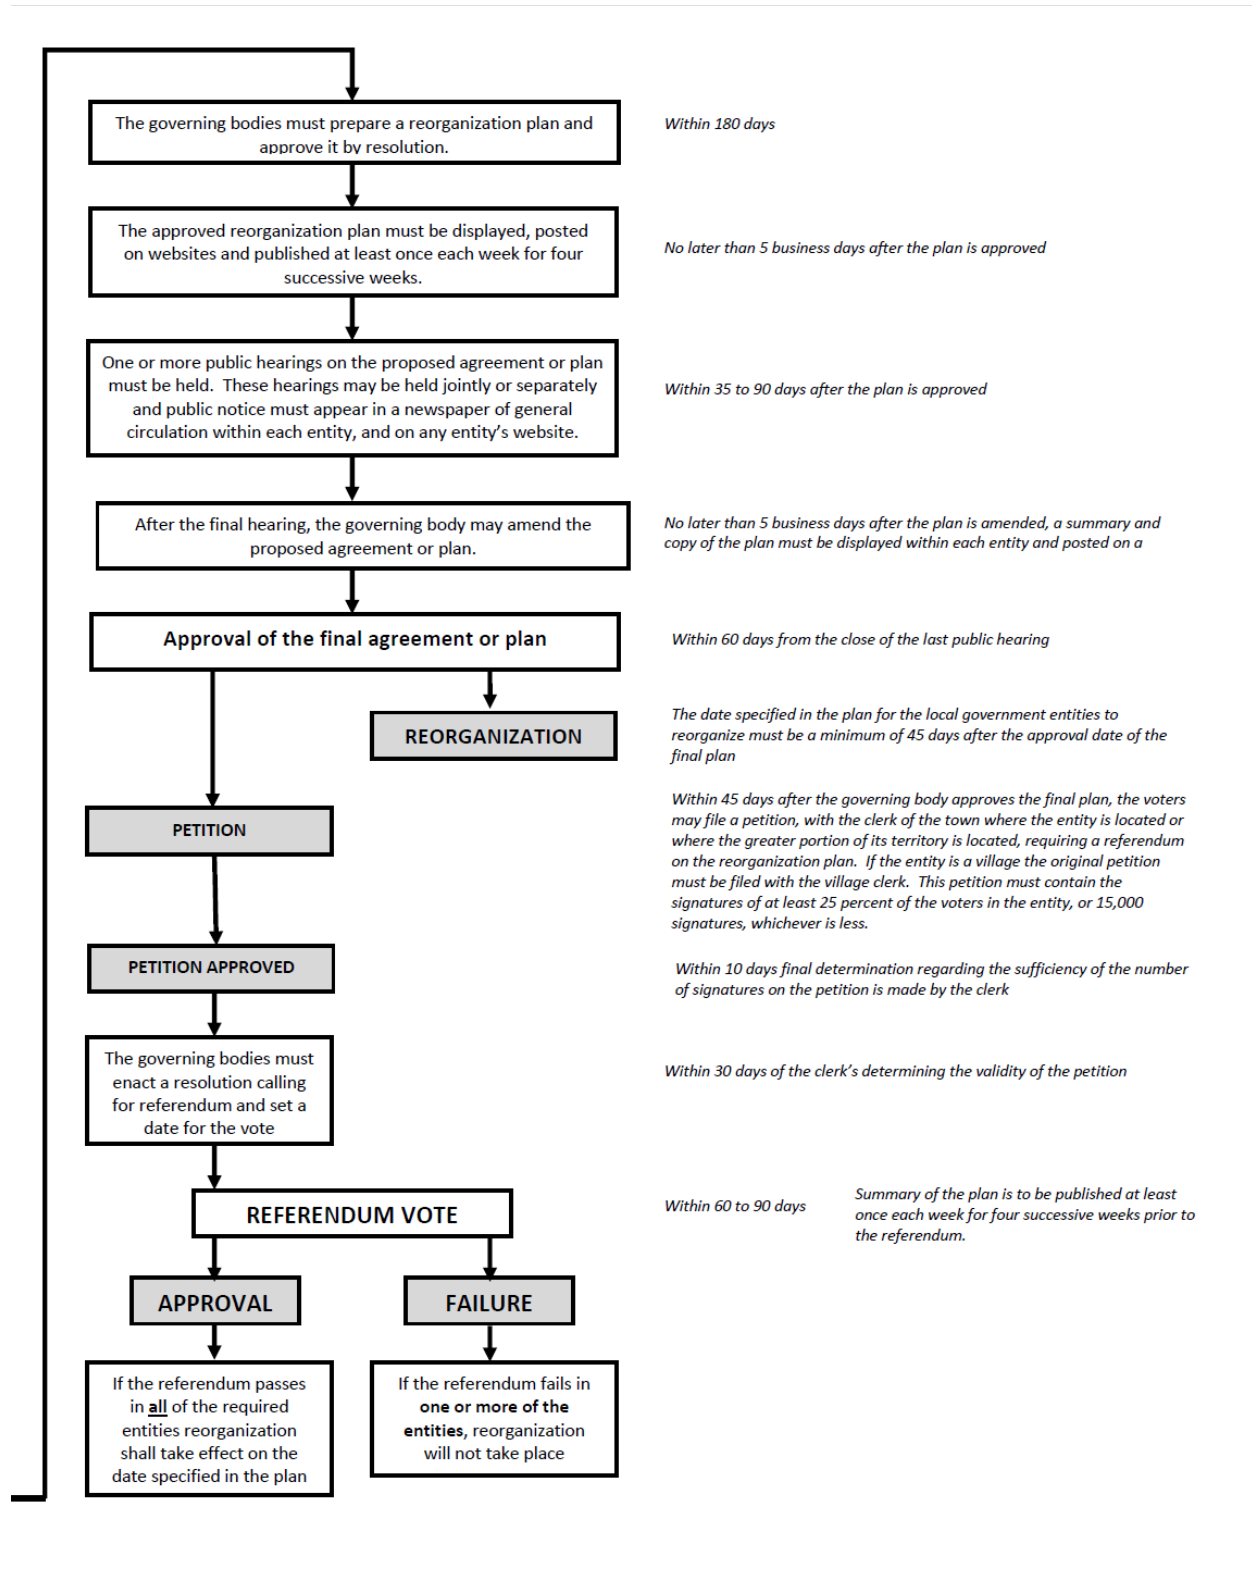 The governing bodies must prepare a reorganization plan and
approve it by resolution.
Within 180 days
The approved reorganization plan must be displayed, posted
on websites and published at least once each week for four
successive weeks.
No later than 5 business days after the plan is approved
One or more public hearings on the proposed agreement or plan
must be held.  These hearings may be held jointly or separately
and public notice must appear in a newspaper of general
circulation within each entity, and on any entity's website.
Within 35 to 90 days after the plan is approved
After the final hearing, the governing body may amend the
proposed agreement or plan.
No later than 5 business days after the plan is amended, a summary and
copy of the plan must be displayed within each entity and posted on a
Approval of the final agreement or plan
Within 60 days from the close of the last public hearing
REORGANIZATION
The date specified in the plan for the local government entities to
reorganize must be a minimum of 45 days after the approval date of the
final plan
PETITION
Within 45 days after the governing body approves the final plan, the voters
may file a petition, with the clerk of the town where the entity is located or
where the greater portion of its territory is located, requiring a referendum
on the reorganization plan.  If the entity is a village the original petition
must be filed with the village clerk.  This petition must contain the
signatures of at least 25 percent of the voters in the entity, or 15,000
signatures, whichever is less.
PETITION APPROVED
Within 10 days final determination regarding the sufficiency of the number
of signatures on the petition is made by the clerk
The governing bodies must
enact a resolution calling
for referendum and set a
date for the vote
Within 30 days of the clerk's determining the validity of the petition
REFERENDUM VOTE
Within 60 to 90 days
Summary of the plan is to be published at least
once each week for four successive weeks prior to
the referendum.
APPROVAL
FAILURE
If the referendum passes
in all of the required
entities reorganization
shall take effect on the
date specified in the plan
If the referendum fails in
one or more of the
entities, reorganization
will not take place